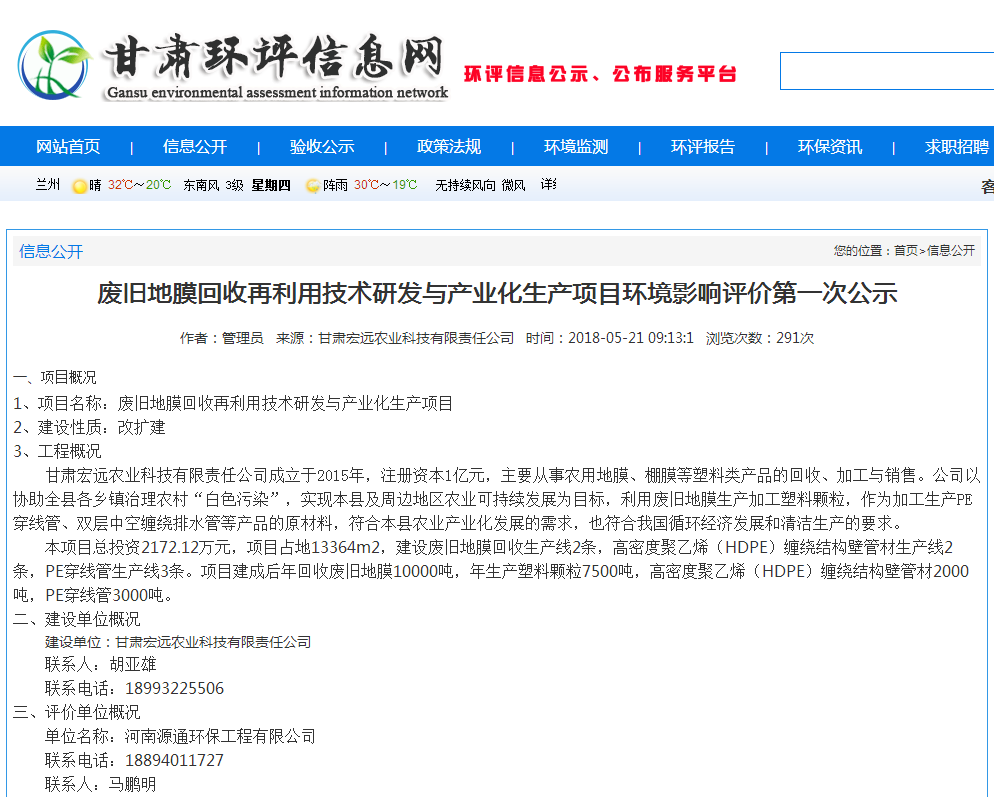 甘肃环评信息网
Gansu environmental assessment information network
环评信息公示、公布服务平台
网站首页 | 信息公开 | 验收公示 | 政策法规 | 环境监测 | 环评报告 | 环保资讯 | 求职招聘
兰州 晴 32℃~20℃ 东南风 3级 星期四 阵雨 30℃~19℃ 无持续风向 微风 客
信息公开 您的位置：首页>信息公开
废旧地膜回收再利用技术研发与产业化生产项目环境影响评价第一次公示
作者：管理员 来源：甘肃宏远农业科技有限责任公司 时间：2018-05-21 09:13:1 浏览次数：291次
一、项目概况
1、项目名称：废旧地膜回收再利用技术研发与产业化生产项目
2、建设性质：改扩建
3、工程概况
甘肃宏远农业科技有限责任公司成立于2015年，注册资本1亿元，主要从事农用地膜、棚膜等塑料类产品的回收、加工与销售。公司以
协助全县各乡镇治理农村“白色污染”，实现本县及周边地区农业可持续发展为目标，利用废旧地膜生产加工塑料颗粒，作为加工生产PE
穿线管、双层中空缠绕排水管等产品的原材料，符合本县农业产业化发展的需求，也符合我国循环经济发展和清洁生产的要求。
本项目总投资2172.12万元，项目占地13364m2，建设废旧地膜回收生产线2条，高密度聚乙烯（HDPE）缠绕结构壁管材生产线2
条，PE穿线管生产线3条。项目建成后年回收废旧地膜10000吨，年生产塑料颗粒7500吨，高密度聚乙烯（HDPE）缠绕结构壁管材2000
吨，PE穿线管3000吨。
二、建设单位概况
建设单位：甘肃宏远农业科技有限责任公司
联系人：胡亚雄
联系电话：18993225506
三、评价单位概况
单位名称：河南源通环保工程有限公司
联系电话：18894011727
联系人：马鹏明